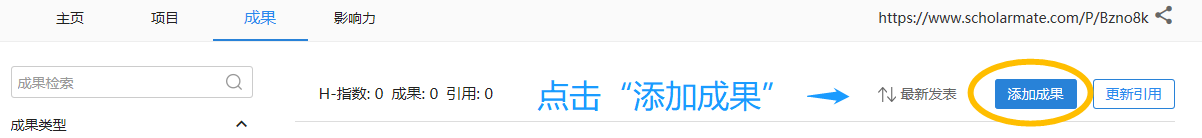 主页 项目 成果 影响力 https://www.scholarmate.com/P/Bzno8k
成果检索
H-指数: 0 成果: 0 引用: 0 点击“添加成果” 最新发表 添加成果 更新引用
成果类型